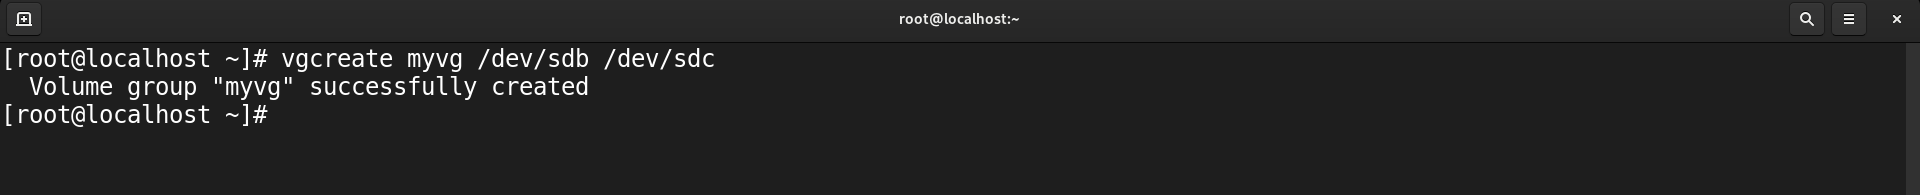 root@localhost:~
[root@localhost ~]# vgcreate myvg /dev/sdb /dev/sdc
  Volume group "myvg" successfully created
[root@localhost ~]#